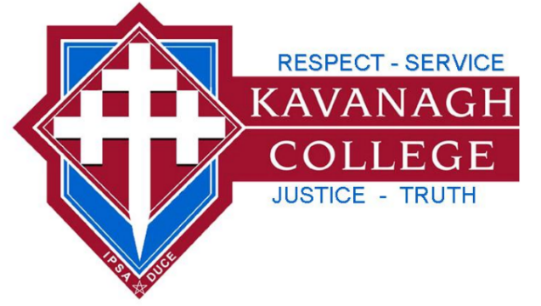 RESPECT - SERVICE
KAVANAGH
COLLEGE
JUSTICE - TRUTH
IPSA DUCE